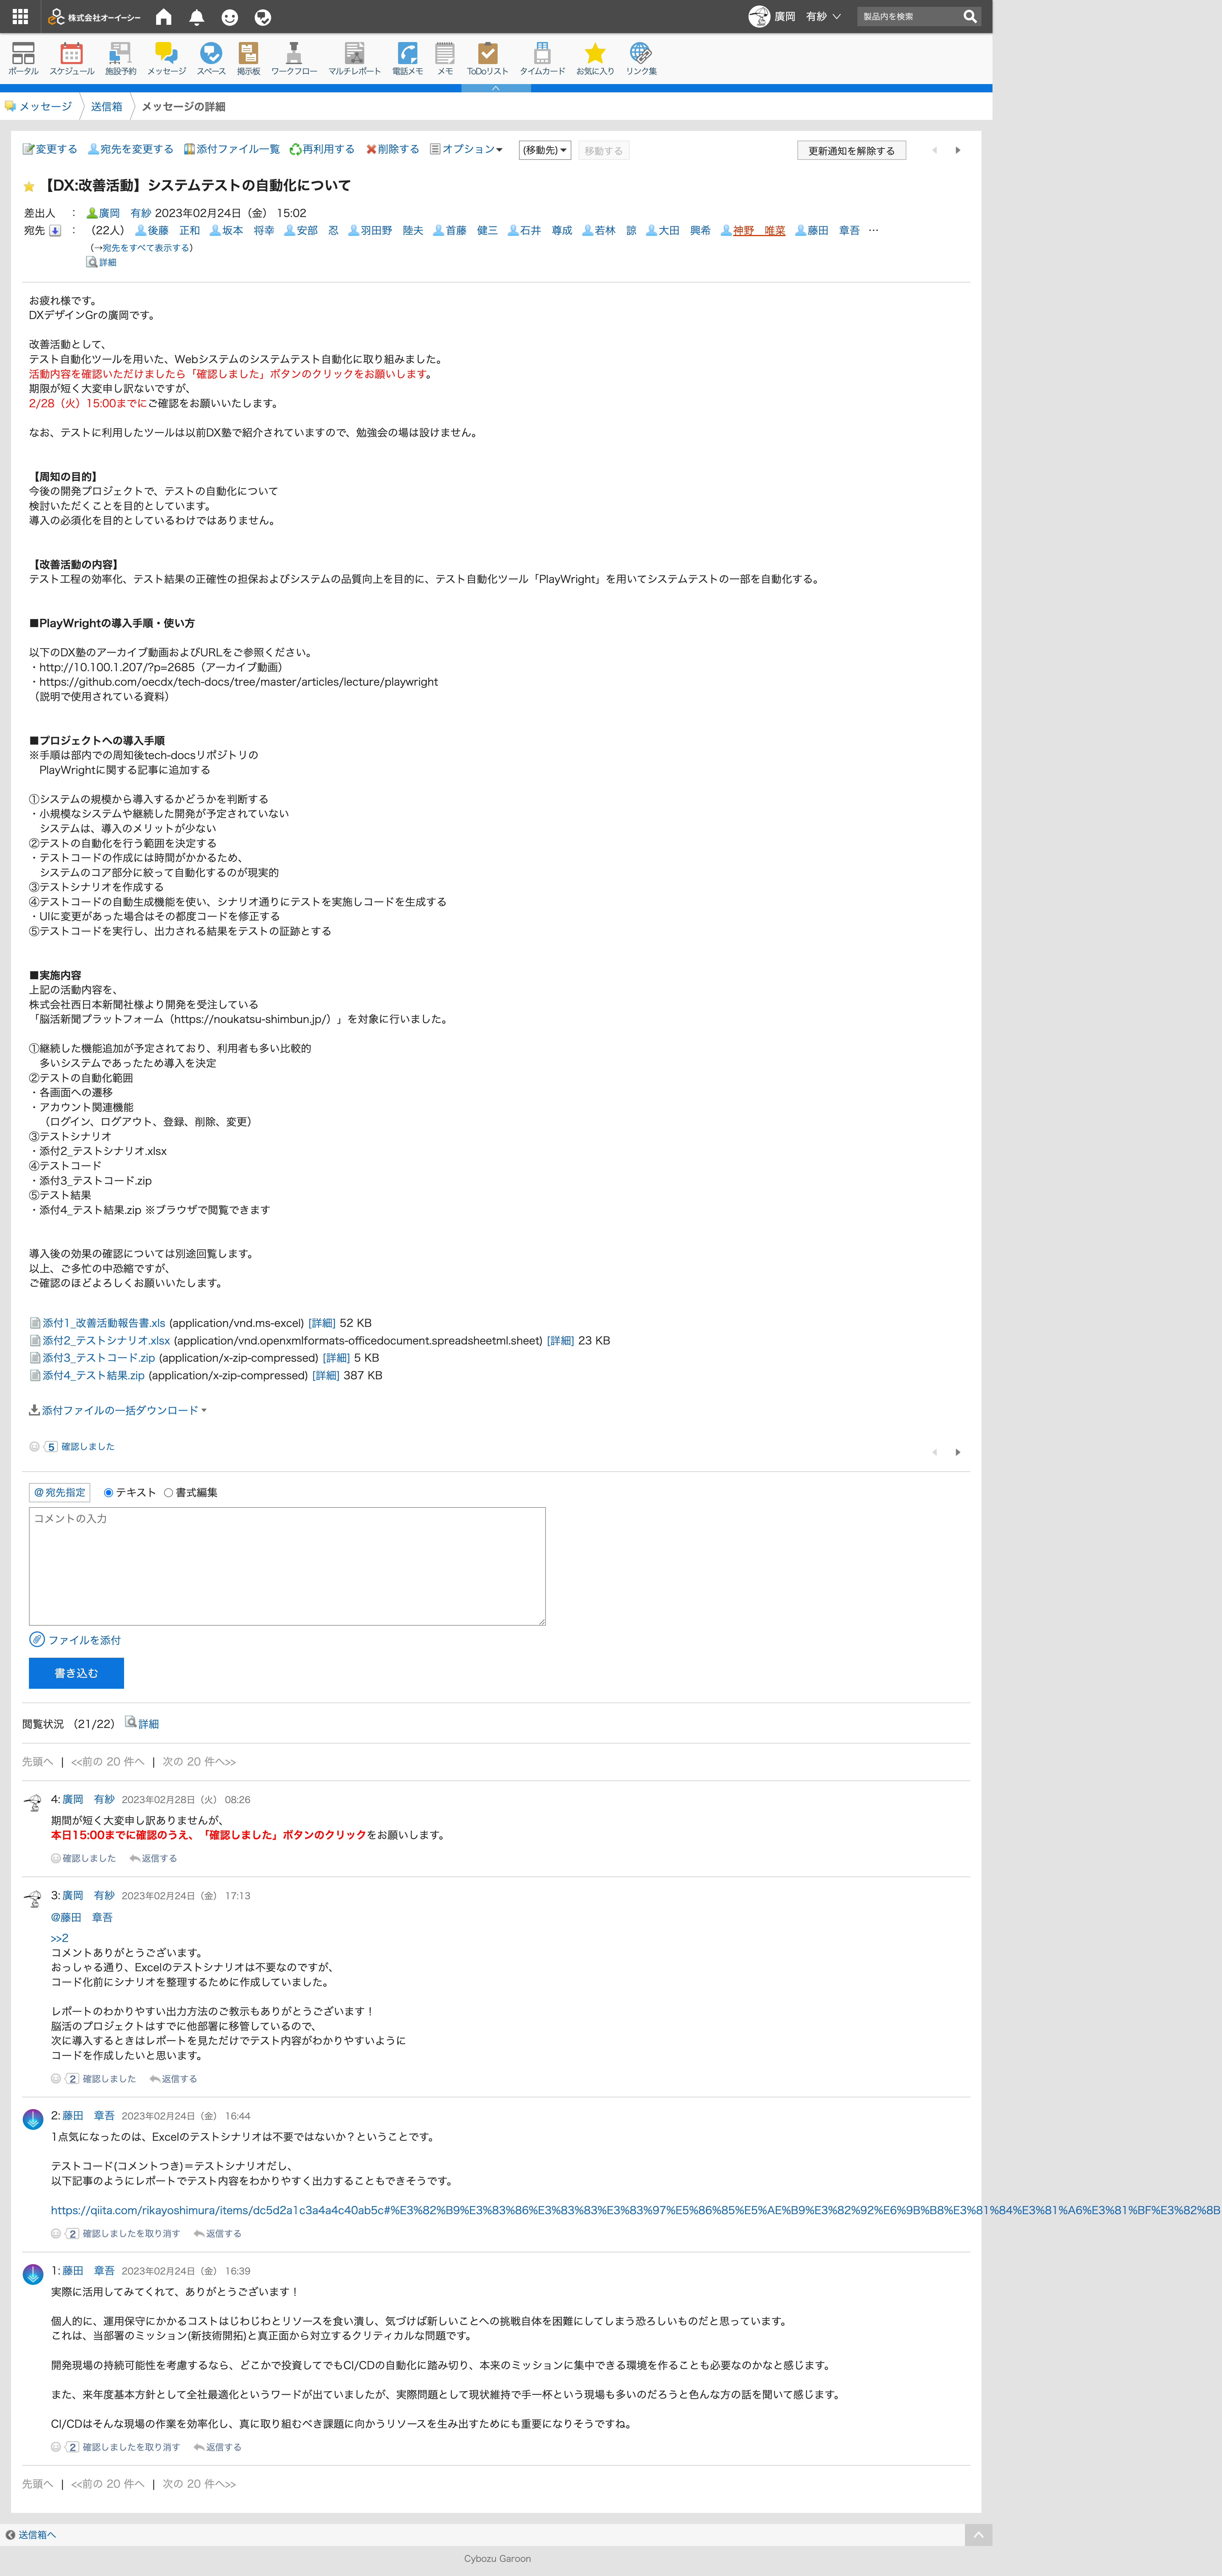 株式会社オーイーシー
廣岡　有紗
製品内を検索
ポータル スケジュール 施設予約 メッセージ スペース 掲示板 ワークフロー マルチレポート 電話メモ メモ ToDoリスト タイムカード お気に入り リンク集
メッセージ 送信箱 メッセージの詳細
変更する 宛先を変更する 添付ファイル一覧 再利用する 削除する オプション (移動先) 移動する 更新通知を解除する
【DX:改善活動】システムテストの自動化について
差出人 ： 廣岡　有紗 2023年02月24日（金） 15:02
宛先 ： （22人） 後藤　正和 坂本　将幸 安部　忍 羽田野　陸夫 首藤　健三 石井　尊成 若林　諒 大田　興希 神野　唯菜 藤田　章吾 …
（→宛先をすべて表示する）
詳細
お疲れ様です。
DXデザインGrの廣岡です。
改善活動として、
テスト自動化ツールを用いた、Webシステムのシステムテスト自動化に取り組みました。
活動内容を確認いただけましたら「確認しました」ボタンのクリックをお願いします。
期限が短く大変申し訳ないですが、
2/28（火）15:00までにご確認をお願いいたします。
なお、テストに利用したツールは以前DX塾で紹介されていますので、勉強会の場は設けません。
【周知の目的】
今後の開発プロジェクトで、テストの自動化について
検討いただくことを目的としています。
導入の必須化を目的としているわけではありません。
【改善活動の内容】
テスト工程の効率化、テスト結果の正確性の担保およびシステムの品質向上を目的に、テスト自動化ツール「PlayWright」を用いてシステムテストの一部を自動化する。
■PlayWrightの導入手順・使い方
以下のDX塾のアーカイブ動画およびURLをご参照ください。
・http://10.100.1.207/?p=2685（アーカイブ動画）
・https://github.com/oecdx/tech-docs/tree/master/articles/lecture/playwright
（説明で使用されている資料）
■プロジェクトへの導入手順
※手順は部内での周知後tech-docsリポジトリの
　PlayWrightに関する記事に追加する
①システムの規模から導入するかどうかを判断する
・小規模なシステムや継続した開発が予定されていない
　システムは、導入のメリットが少ない
②テストの自動化を行う範囲を決定する
・テストコードの作成には時間がかかるため、
　システムのコア部分に絞って自動化するのが現実的
③テストシナリオを作成する
④テストコードの自動生成機能を使い、シナリオ通りにテストを実施しコードを生成する
・UIに変更があった場合はその都度コードを修正する
⑤テストコードを実行し、出力される結果をテストの証跡とする
■実施内容
上記の活動内容を、
株式会社西日本新聞社様より開発を受注している
「脳活新聞プラットフォーム（https://noukatsu-shimbun.jp/）」を対象に行いました。
①継続した機能追加が予定されており、利用者も多い比較的
　多いシステムであったため導入を決定
②テストの自動化範囲
・各画面への遷移
・アカウント関連機能
　（ログイン、ログアウト、登録、削除、変更）
③テストシナリオ
・添付2_テストシナリオ.xlsx
④テストコード
・添付3_テストコード.zip
⑤テスト結果
・添付4_テスト結果.zip ※ブラウザで閲覧できます
導入後の効果の確認については別途回覧します。
以上、ご多忙の中恐縮ですが、
ご確認のほどよろしくお願いいたします。
添付1_改善活動報告書.xls (application/vnd.ms-excel) [詳細] 52 KB
添付2_テストシナリオ.xlsx (application/vnd.openxmlformats-officedocument.spreadsheetml.sheet) [詳細] 23 KB
添付3_テストコード.zip (application/x-zip-compressed) [詳細] 5 KB
添付4_テスト結果.zip (application/x-zip-compressed) [詳細] 387 KB
添付ファイルの一括ダウンロード
5 確認しました
@宛先指定 テキスト 書式編集
コメントの入力
ファイルを添付
書き込む
閲覧状況 （21/22） 詳細
先頭へ | <<前の 20 件へ | 次の 20 件へ>>
4: 廣岡　有紗 2023年02月28日（火） 08:26
期間が短く大変申し訳ありませんが、
本日15:00までに確認のうえ、「確認しました」ボタンのクリックをお願いします。
確認しました 返信する
3: 廣岡　有紗 2023年02月24日（金） 17:13
@藤田　章吾
>>2
コメントありがとうございます。
おっしゃる通り、Excelのテストシナリオは不要なのですが、
コード化前にシナリオを整理するために作成していました。
レポートのわかりやすい出力方法のご教示もありがとうございます！
脳活のプロジェクトはすでに他部署に移管しているので、
次に導入するときはレポートを見ただけでテスト内容がわかりやすいように
コードを作成したいと思います。
2 確認しました 返信する
2: 藤田　章吾 2023年02月24日（金） 16:44
1点気になったのは、Excelのテストシナリオは不要ではないか？ということです。
テストコード(コメントつき)＝テストシナリオだし、
以下記事のようにレポートでテスト内容をわかりやすく出力することもできそうです。
https://qiita.com/rikayoshimura/items/dc5d2a1c3a4a4c40ab5c#%E3%82%B9%E3%83%86%E3%83%83%E3%83%97%E5%86%85%E5%AE%B9%E3%82%92%E6%9B%B8%E3%81%84%E3%81%A6%E3%81%BF%E3%82%8B
2 確認しましたを取り消す 返信する
1: 藤田　章吾 2023年02月24日（金） 16:39
実際に活用してみてくれて、ありがとうございます！
個人的に、運用保守にかかるコストはじわじわとリソースを食い潰し、気づけば新しいことへの挑戦自体を困難にしてしまう恐ろしいものだと思っています。
これは、当部署のミッション(新技術開拓)と真正面から対立するクリティカルな問題です。
開発現場の持続可能性を考慮するなら、どこかで投資してでもCI/CDの自動化に踏み切り、本来のミッションに集中できる環境を作ることも必要なのかなと感じます。
また、来年度基本方針として全社最適化というワードが出ていましたが、実際問題として現状維持で手一杯という現場も多いのだろうと色んな方の話を聞いて感じます。
CI/CDはそんな現場の作業を効率化し、真に取り組むべき課題に向かうリソースを生み出すためにも重要になりそうですね。
2 確認しましたを取り消す 返信する
先頭へ | <<前の 20 件へ | 次の 20 件へ>>
送信箱へ
Cybozu Garoon